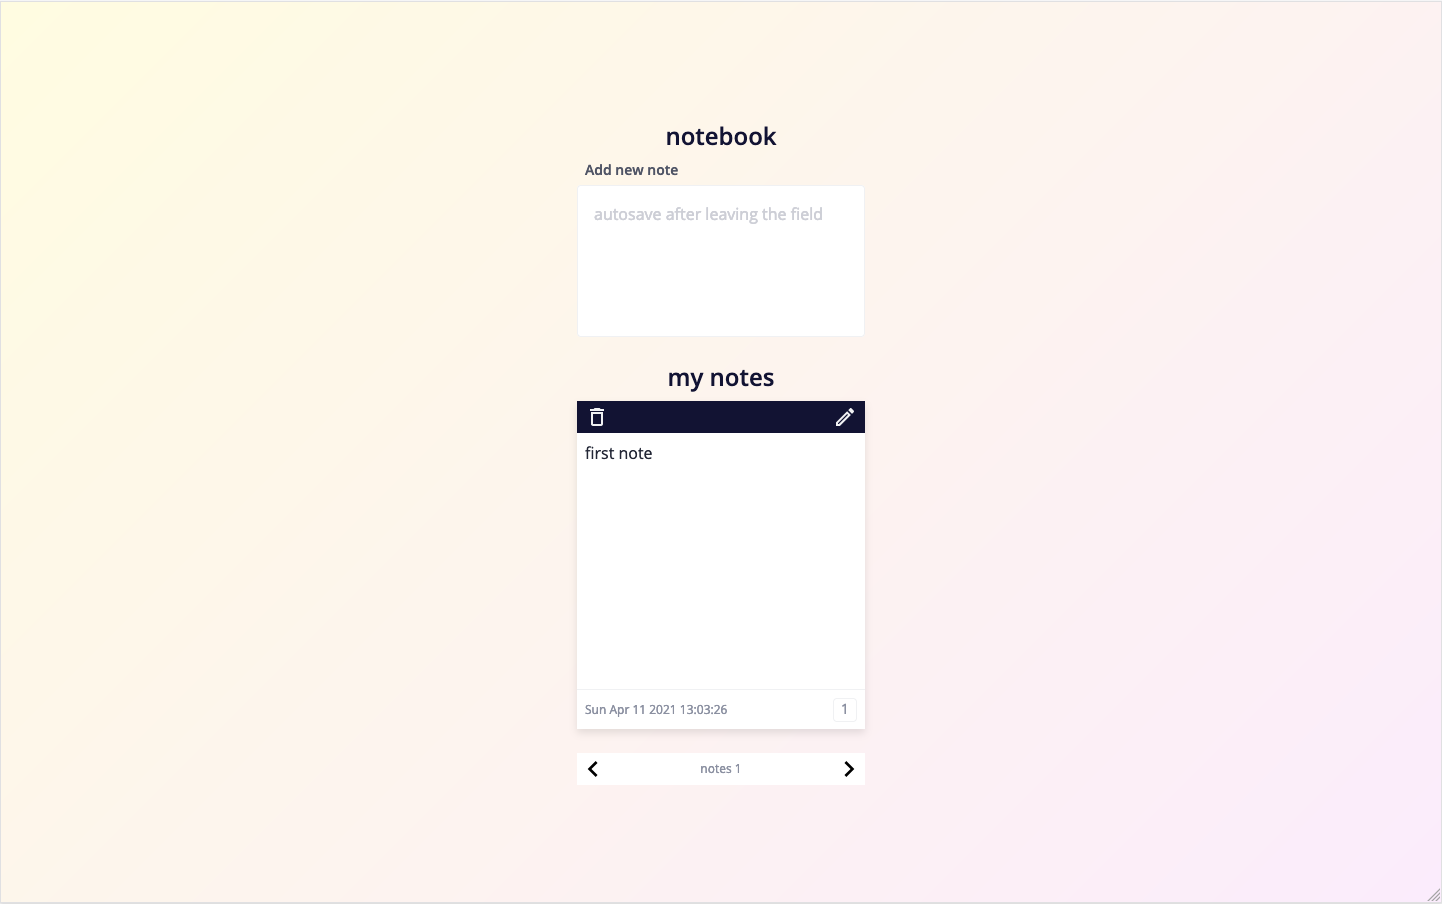 notebook
Add new note
autosave after leaving the field
my notes
first note
Sun Apr 11 2021 13:03:26 1
notes 1